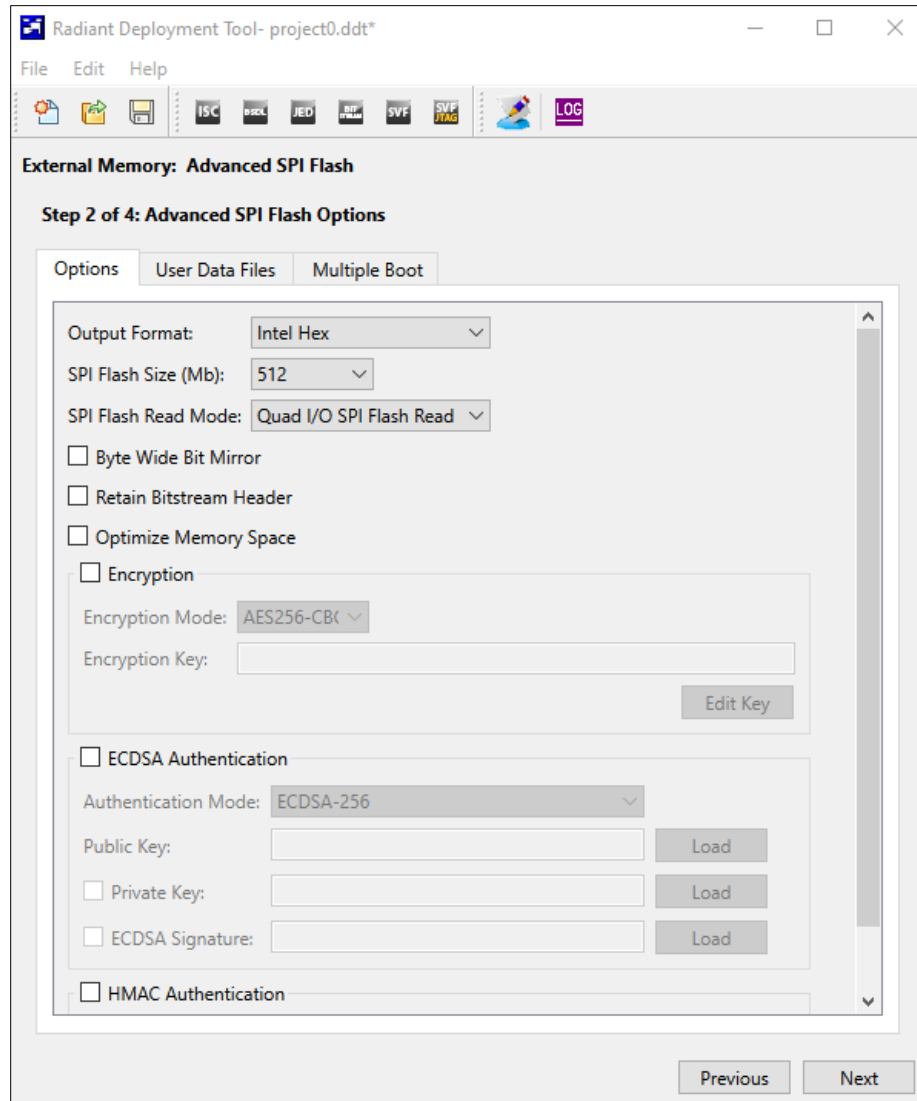 Radiant Deployment Tool- project0.ddt*
File Edit Help
ISC BSDL JED BIT STREAM SVF SVF JTAG LOG
External Memory: Advanced SPI Flash
Step 2 of 4: Advanced SPI Flash Options
Options User Data Files Multiple Boot
Output Format: Intel Hex
SPI Flash Size (Mb): 512
SPI Flash Read Mode: Quad I/O SPI Flash Read
Byte Wide Bit Mirror
Retain Bitstream Header
Optimize Memory Space
Encryption
Encryption Mode: AES256-CB
Encryption Key:
Edit Key
ECDSA Authentication
Authentication Mode: ECDSA-256
Public Key: Load
Private Key: Load
ECDSA Signature: Load
HMAC Authentication
Previous Next